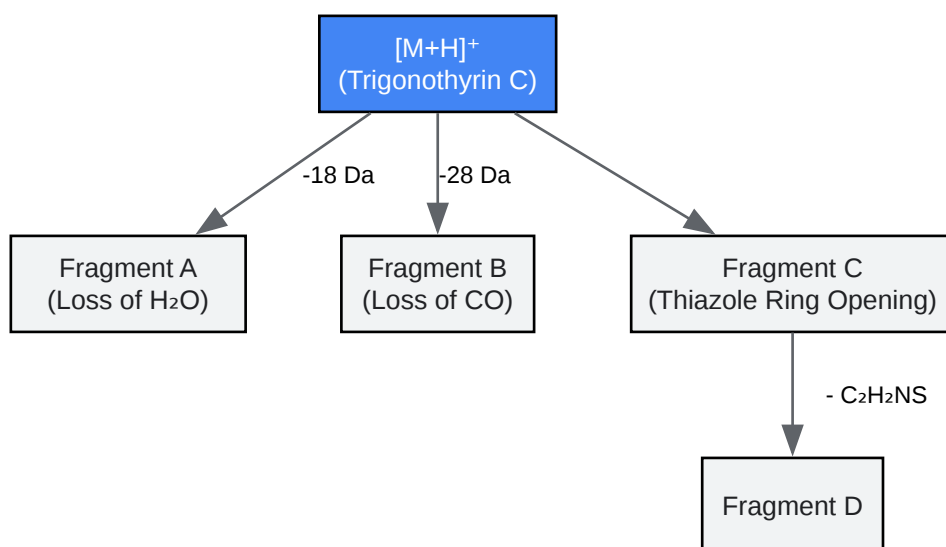 [M+H]⁺
(Trigonothyrin C)
-18 Da
-28 Da
Fragment A
(Loss of H₂O)
Fragment B
(Loss of CO)
Fragment C
(Thiazole Ring Opening)
- C₂H₂NS
Fragment D